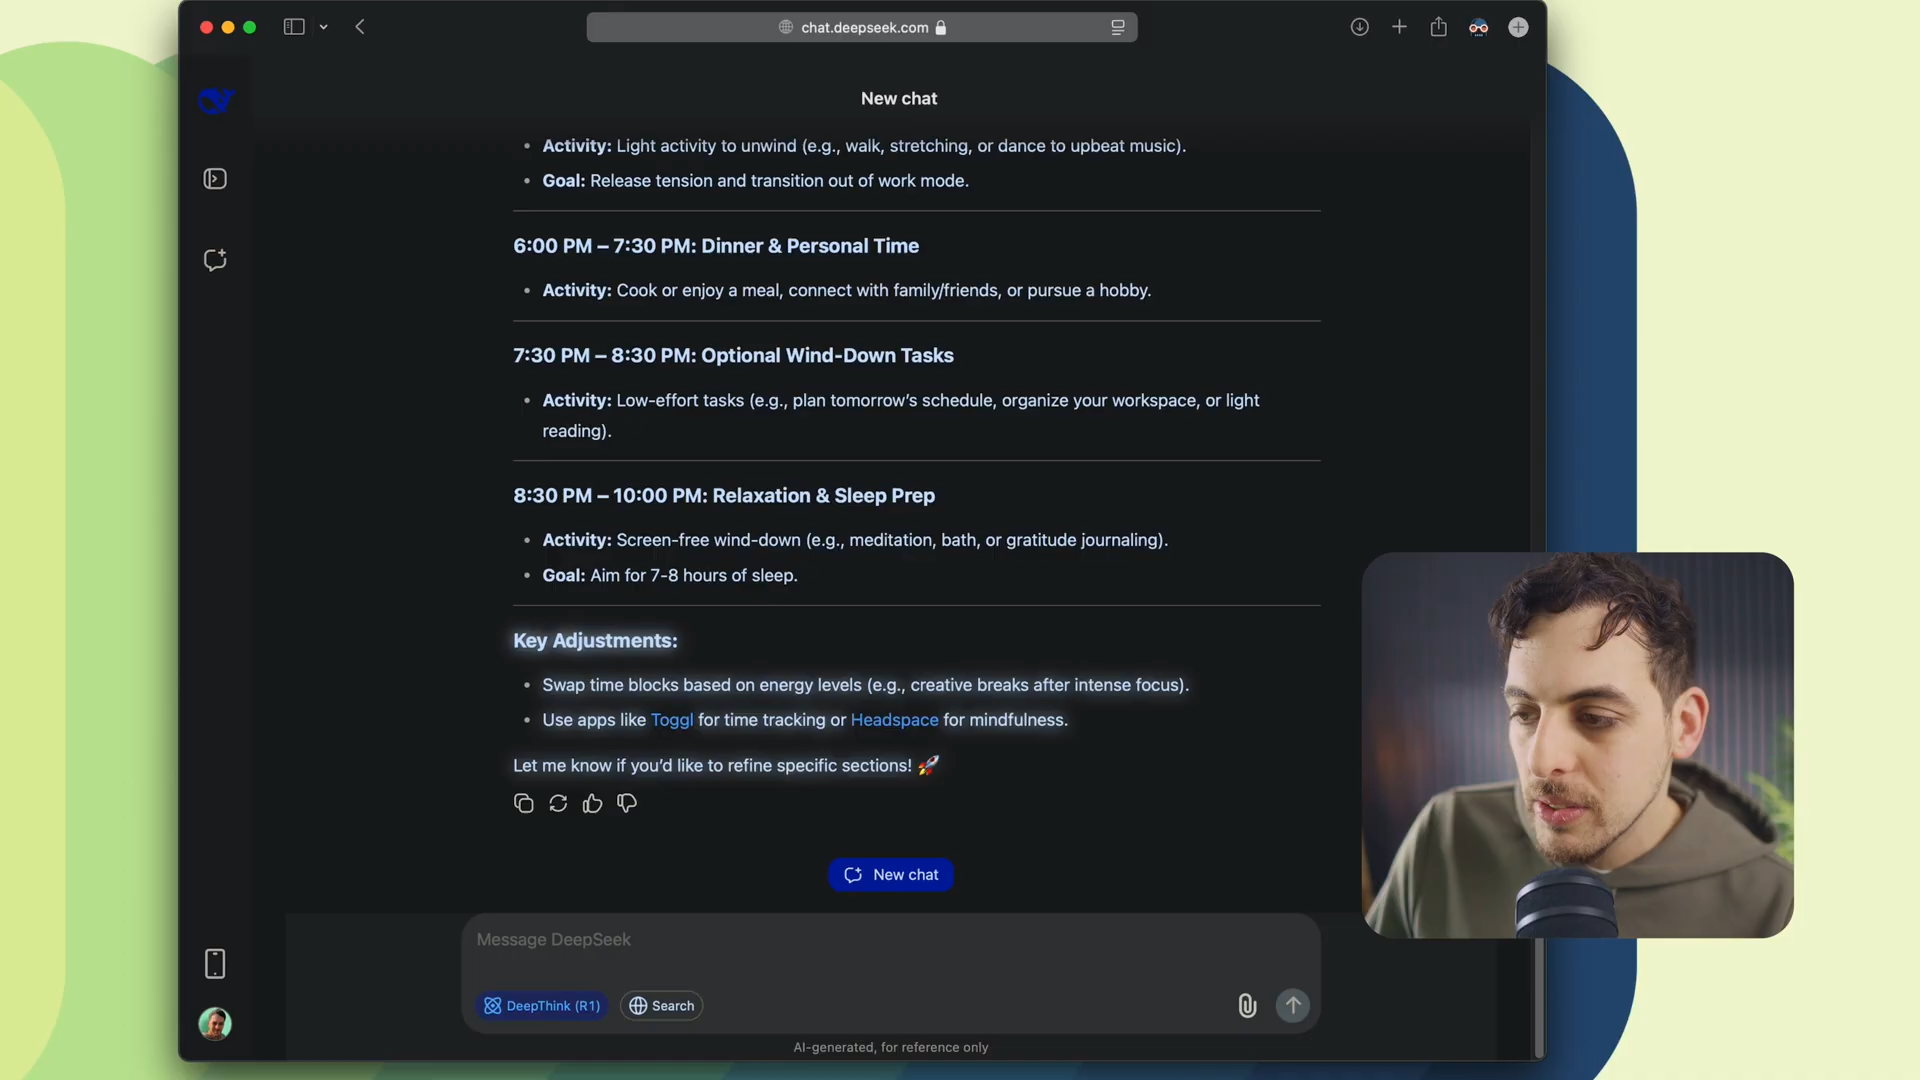 chat.deepseek.com
New chat
• Activity: Light activity to unwind (e.g., walk, stretching, or dance to upbeat music).
• Goal: Release tension and transition out of work mode.
6:00 PM – 7:30 PM: Dinner & Personal Time
• Activity: Cook or enjoy a meal, connect with family/friends, or pursue a hobby.
7:30 PM – 8:30 PM: Optional Wind-Down Tasks
• Activity: Low-effort tasks (e.g., plan tomorrow’s schedule, organize your workspace, or light
reading).
8:30 PM – 10:00 PM: Relaxation & Sleep Prep
• Activity: Screen-free wind-down (e.g., meditation, bath, or gratitude journaling).
• Goal: Aim for 7-8 hours of sleep.
Key Adjustments:
• Swap time blocks based on energy levels (e.g., creative breaks after intense focus).
• Use apps like Toggl for time tracking or Headspace for mindfulness.
Let me know if you’d like to refine specific sections! 🚀
New chat
Message DeepSeek
DeepThink (R1) Search
AI-generated, for reference only